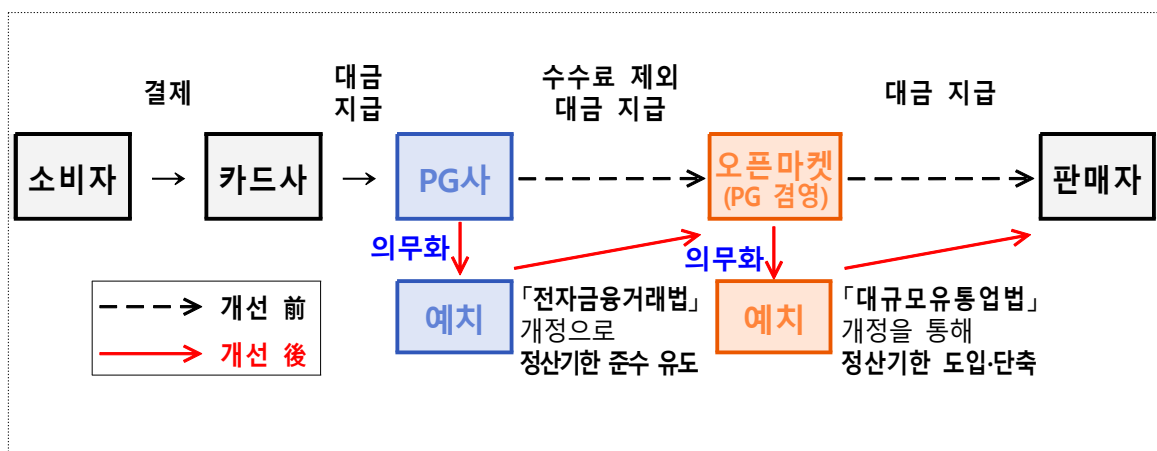 결제
대금
지급
수수료 제외
대금 지급
대금 지급
소비자
→
카드사
→
PG사
오픈마켓
(PG 겸영)
판매자
의무화
의무화
개선 前
개선 後
예치
「전자금융거래법」
개정으로
정산기한 준수 유도
예치
「대규모유통업법」
개정을 통해
정산기한 도입·단축